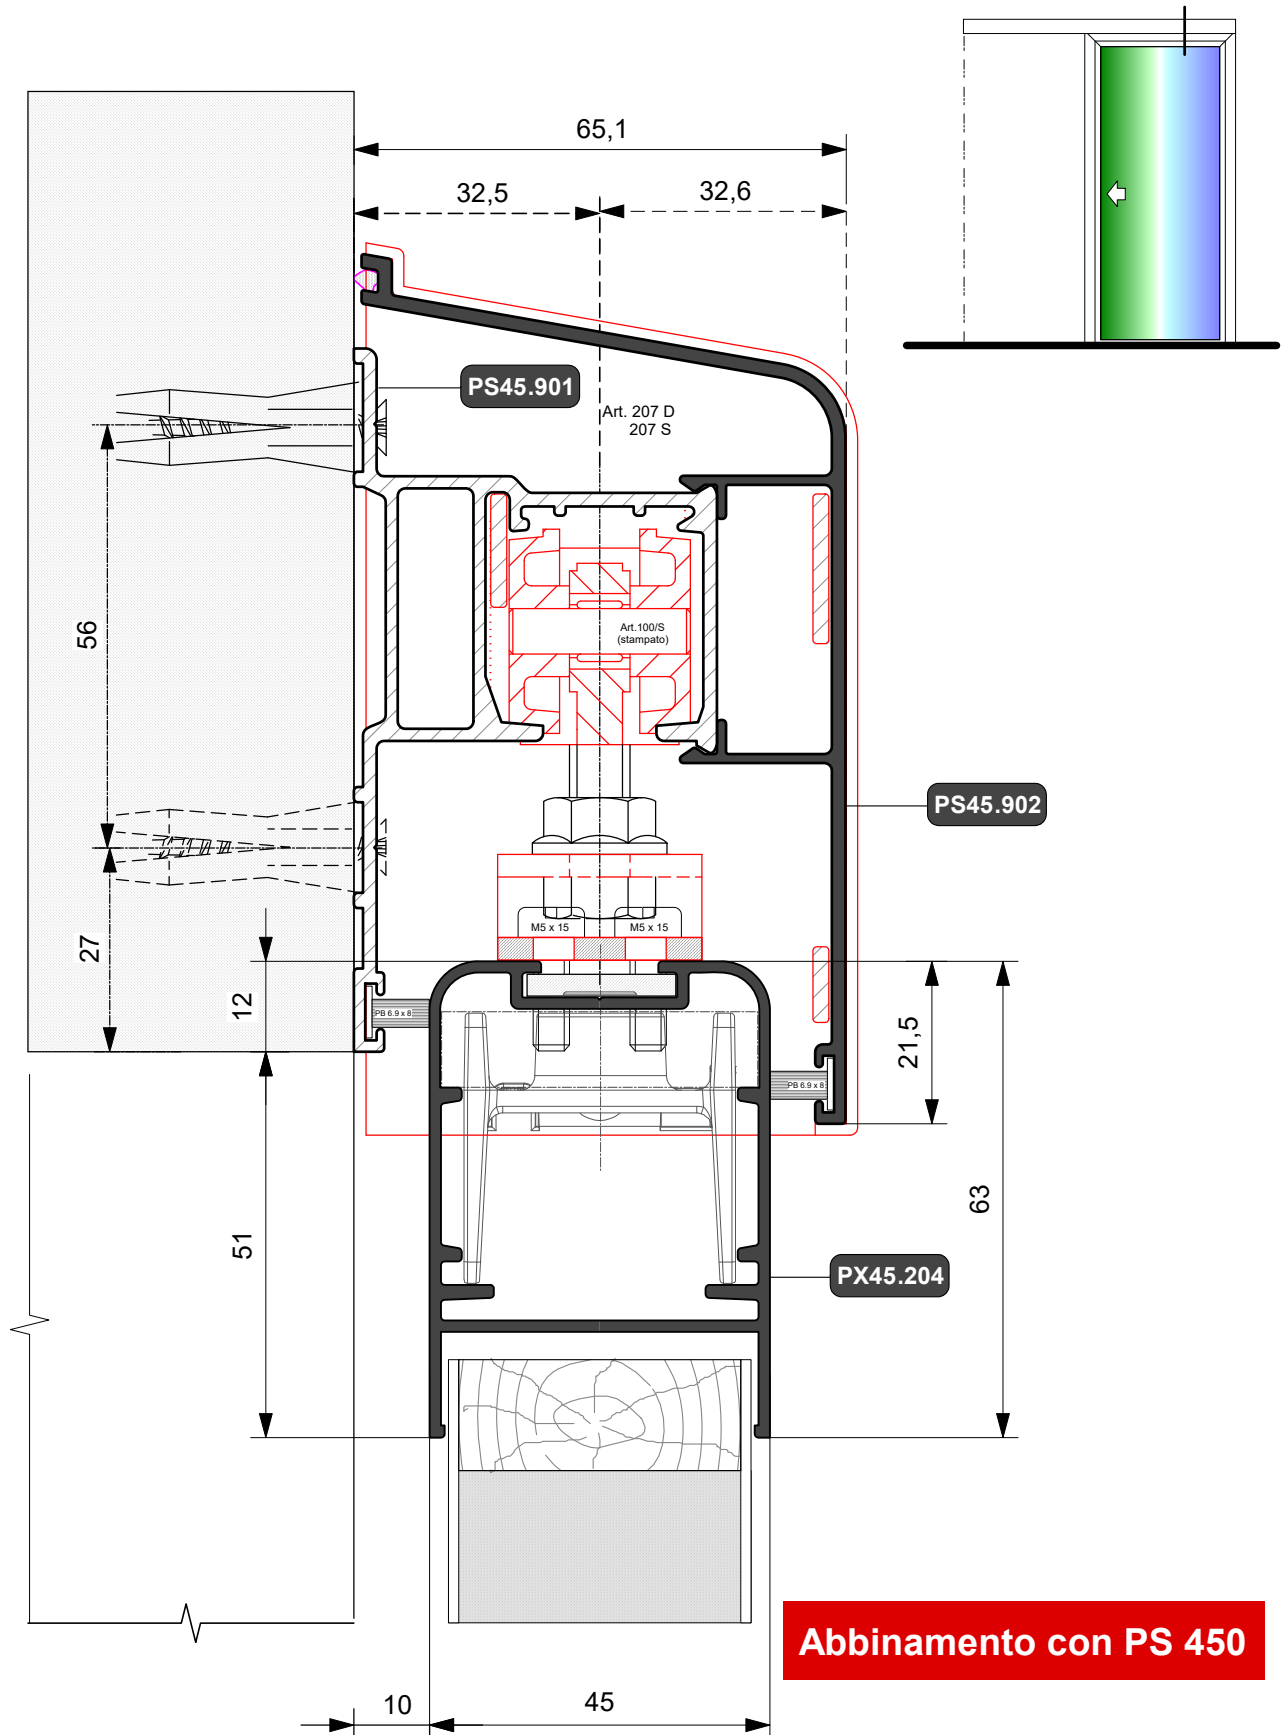 65,1
32,5
32,6
PS45.901
Art. 207 D
207 S
56
Art.100/S
(stampato)
PS45.902
M5 x 15
M5 x 15
27
12
PB 6.9 x 8
21,5
PB 6.9 x 8
63
51
PX45.204
Abbinamento con PS 450
10
45